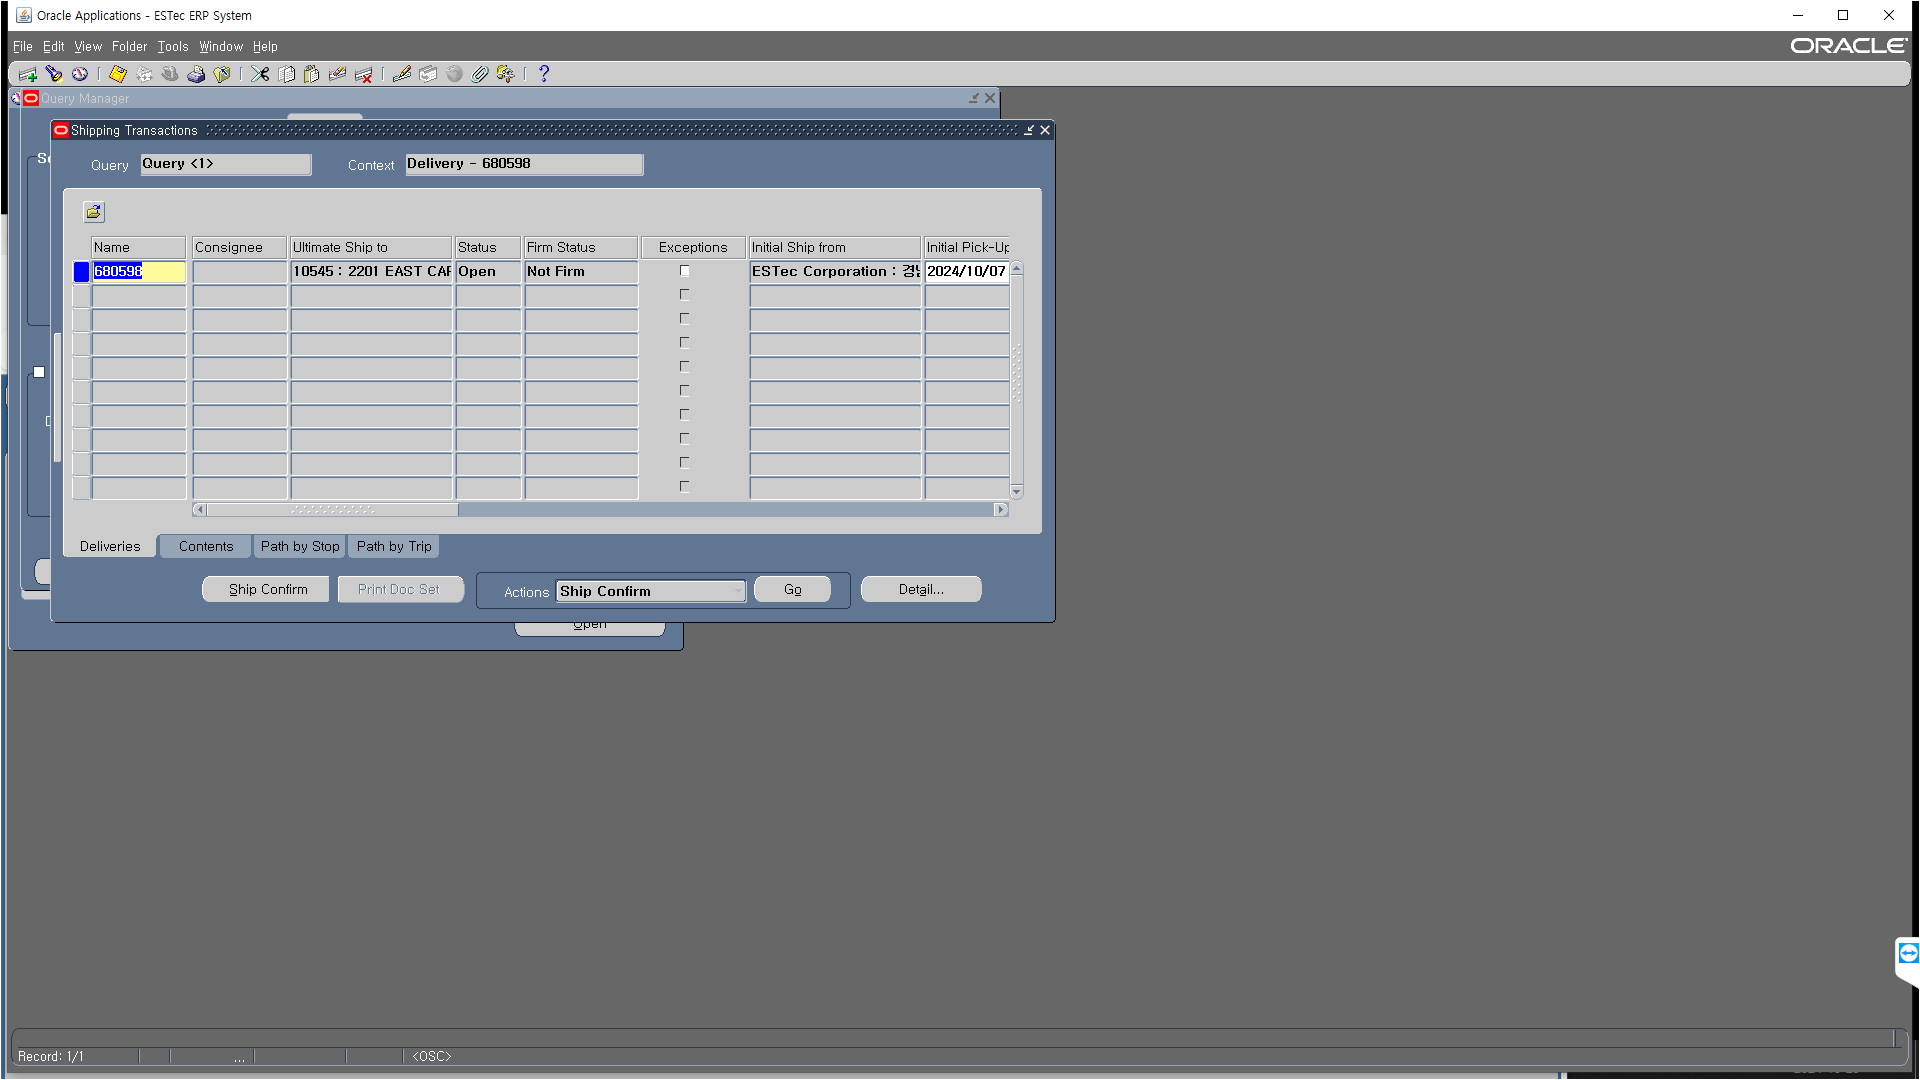 Oracle Applications - ESTec ERP System
File Edit View Folder Tools Window Help
ORACLE
Query Manager
Shipping Transactions
Query Query <1> Context Delivery - 680598
Name Consignee Ultimate Ship to Status Firm Status Exceptions Initial Ship from Initial Pick-Up
680598 10545 : 2201 EAST CAR Open Not Firm ESTec Corporation : 경남 2024/10/07
Deliveries Contents Path by Stop Path by Trip
Ship Confirm Print Doc Set Actions Ship Confirm Go Detail...
Open
Record: 1/1 ... <OSC>